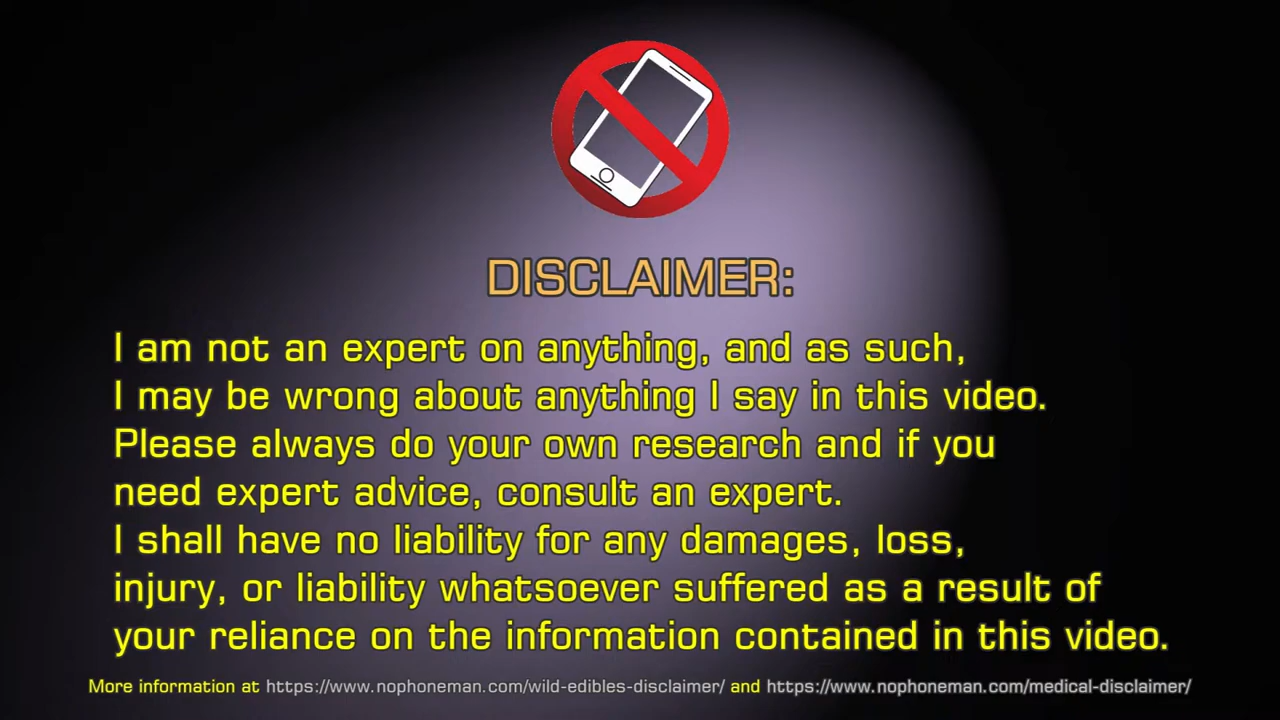 DISCLAIMER:
I am not an expert on anything, and as such,
I may be wrong about anything I say in this video.
Please always do your own research and if you
need expert advice, consult an expert.
I shall have no liability for any damages, loss,
injury, or liability whatsoever suffered as a result of
your reliance on the information contained in this video.
More information at https://www.nophoneman.com/wild-edibles-disclaimer/ and https://www.nophoneman.com/medical-disclaimer/